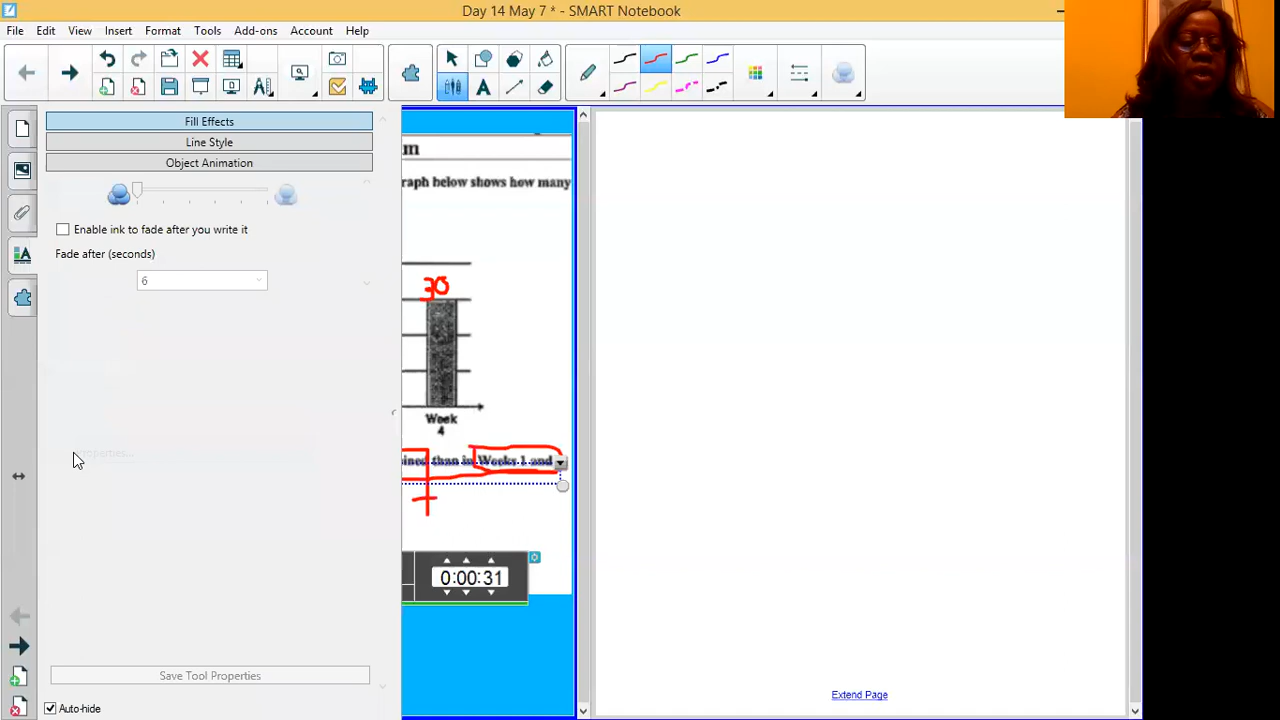 Day 14 May 7 * - SMART Notebook
File Edit View Insert Format Tools Add-ons Account Help
Fill Effects
Line Style
Object Animation
Enable ink to fade after you write it
Fade after (seconds)
6
Properties...
Save Tool Properties
Auto-hide
m
raph below shows how many
30
Week
4
ined than in Weeks 1 and
0:00:31
Extend Page